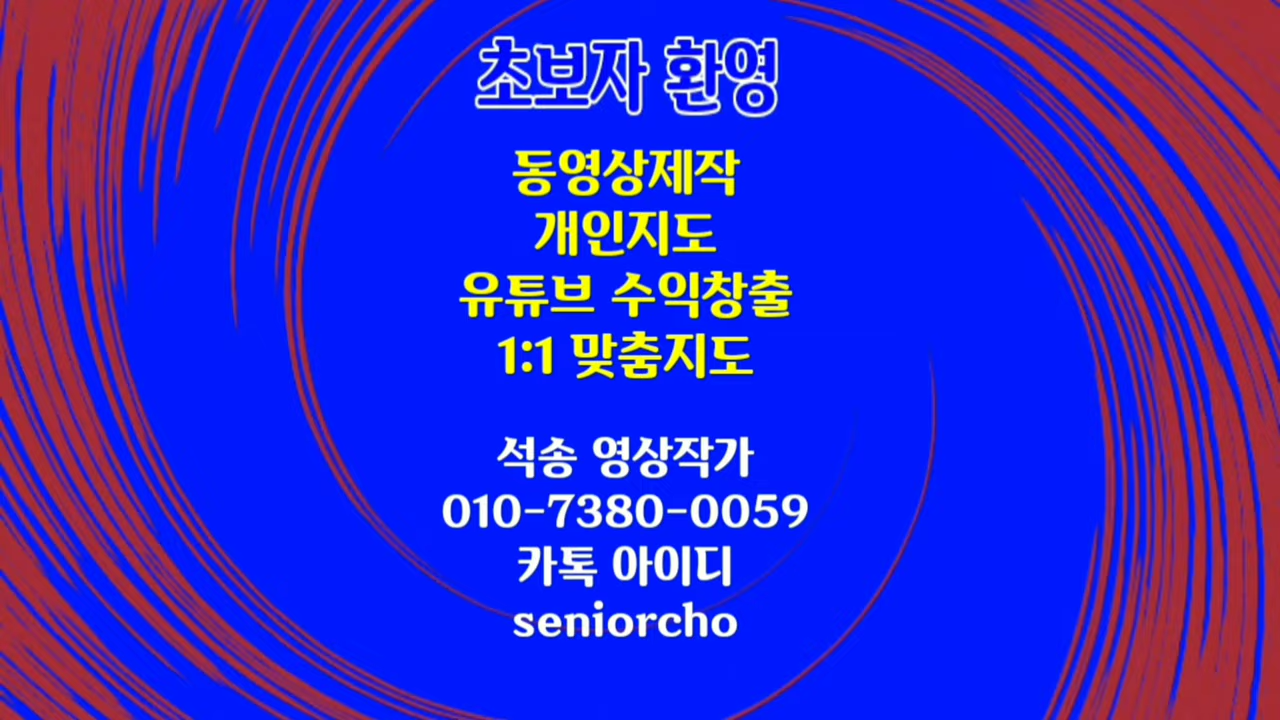 초보자 환영
동영상제작
개인지도
유튜브 수익창출
1:1 맞춤지도
석송 영상작가
010-7380-0059
카톡 아이디
seniorcho